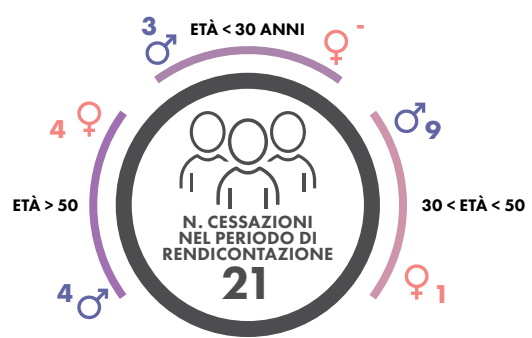 3
ETÀ < 30 ANNI
-
4
9
ETÀ > 50
30 < ETÀ < 50
N. CESSAZIONI
NEL PERIODO DI
RENDICONTAZIONE
21
4
1